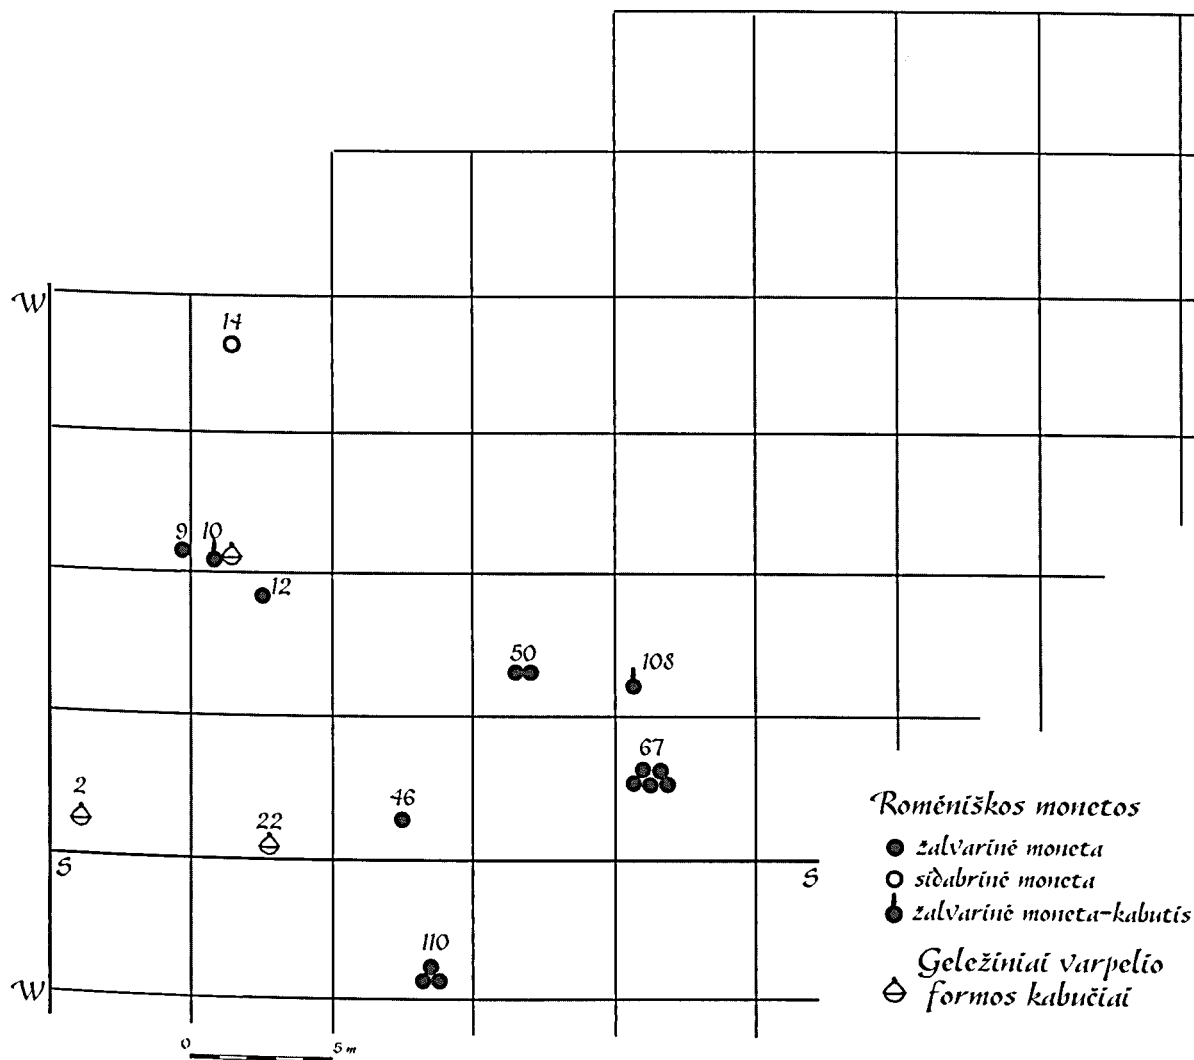 W
14
9
10
12
50
108
67
2
46
22
S
S
110
W
0
5 m
Romėniškos monetos
žalvarinė moneta
sidabrinė moneta
žalvarinė moneta-kabutis
Geležiniai varpelio
formos kabučiai